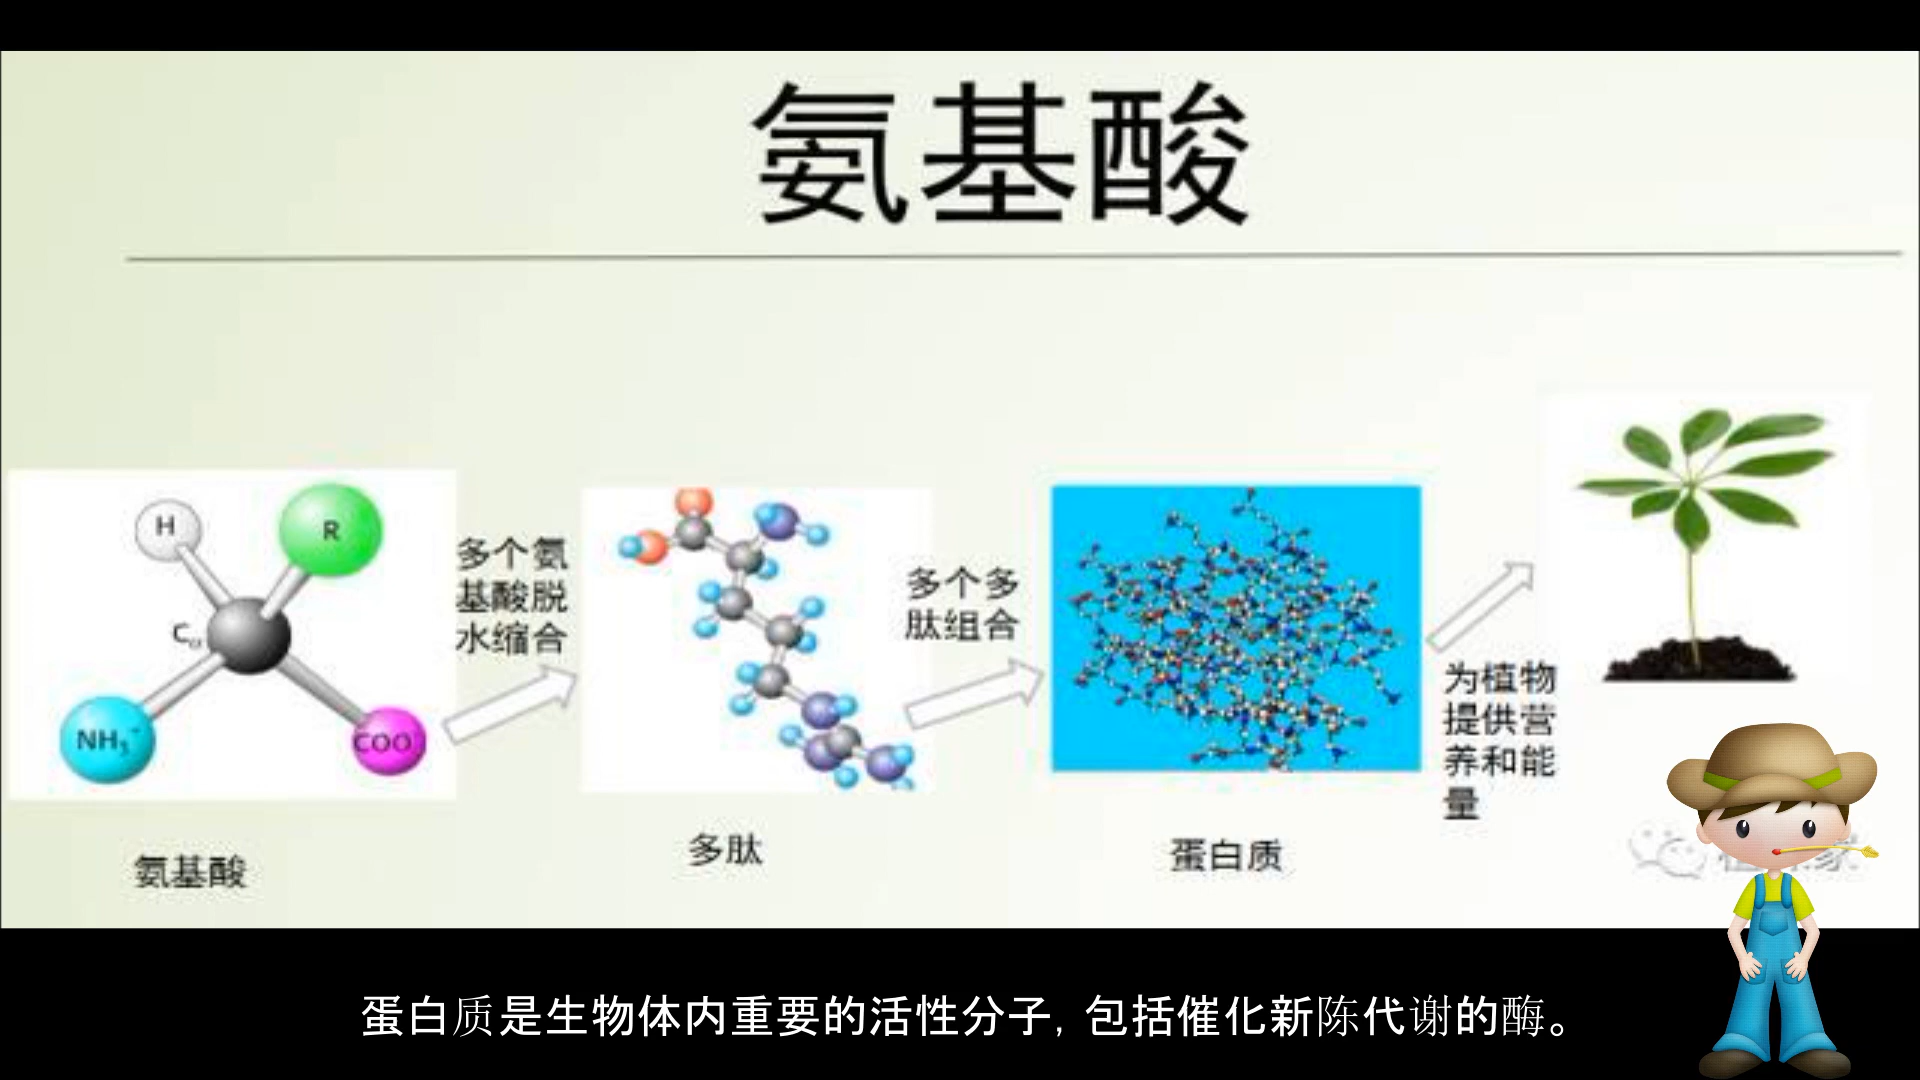 氨基酸
H
R
Cα
NH3+
COO
多个氨
基酸脱
水缩合
多个多
肽组合
为植物
提供营
养和能
量
氨基酸
多肽
蛋白质
蛋白质是生物体内重要的活性分子,包括催化新陈代谢的酶。